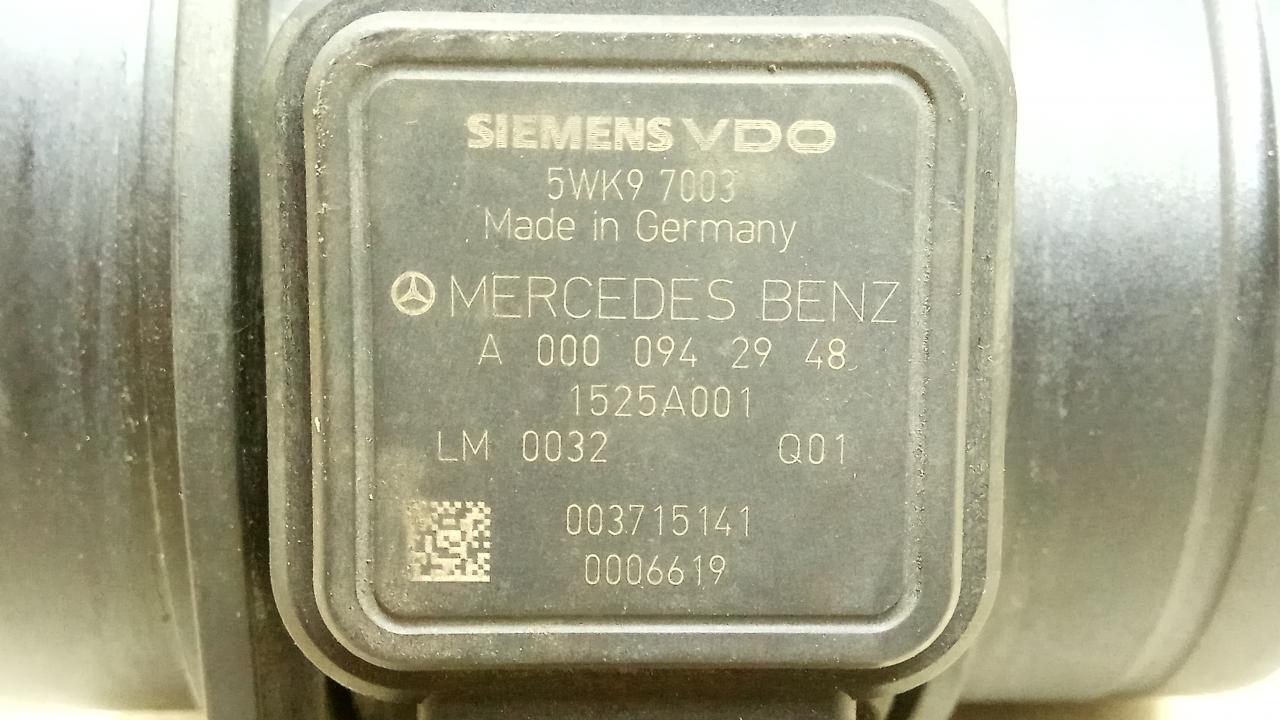 SIEMENS VDO
5WK9 7003
Made in Germany
MERCEDES BENZ
A 000 094 29 48
1525A001
LM 0032 Q01
003715141
0006619